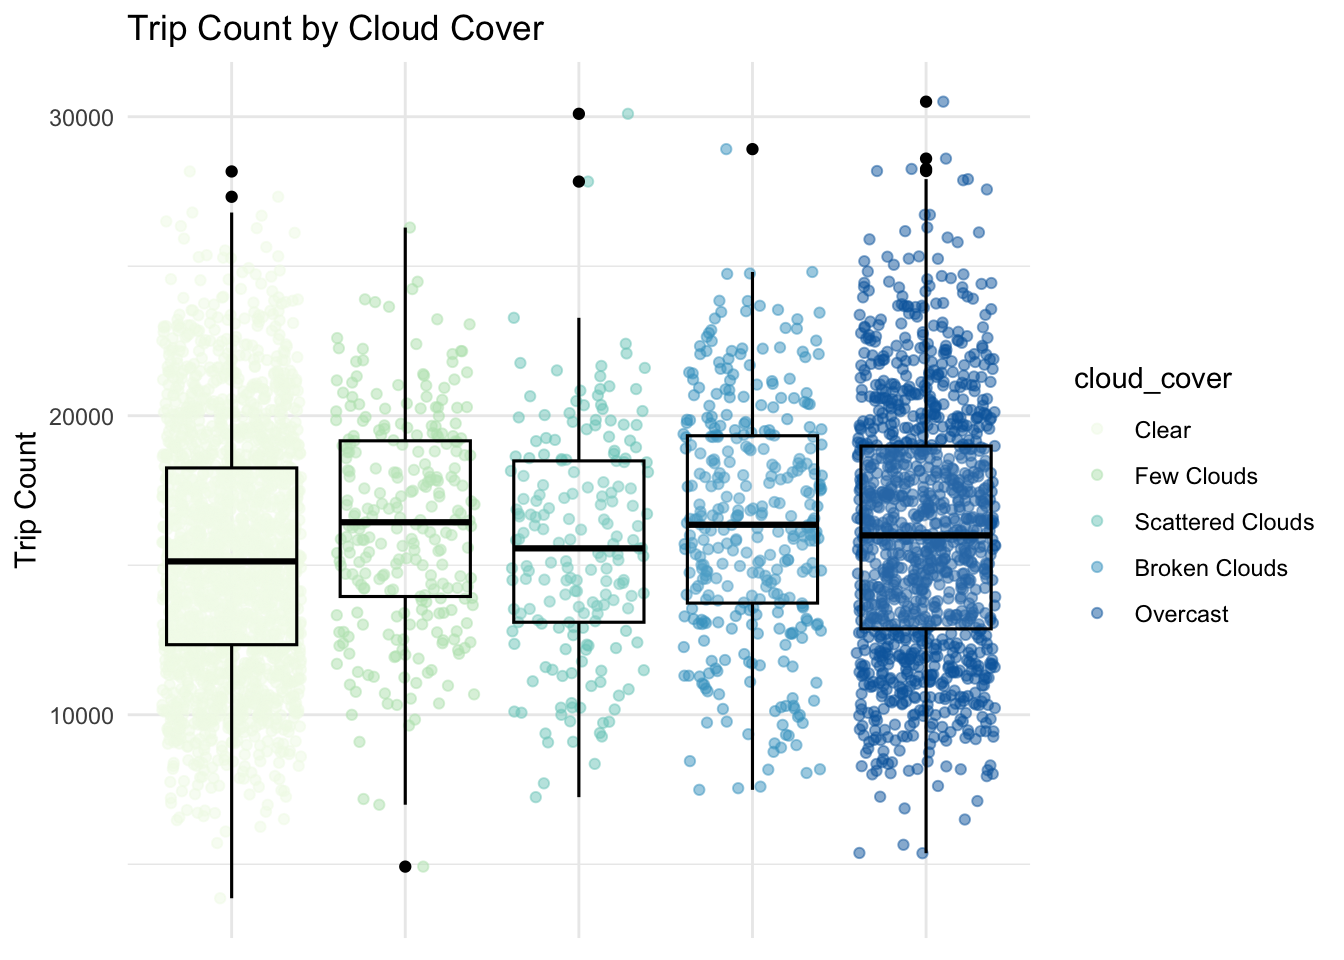 Trip Count by Cloud Cover
30000
20000
10000
Trip Count
cloud_cover
Clear
Few Clouds
Scattered Clouds
Broken Clouds
Overcast